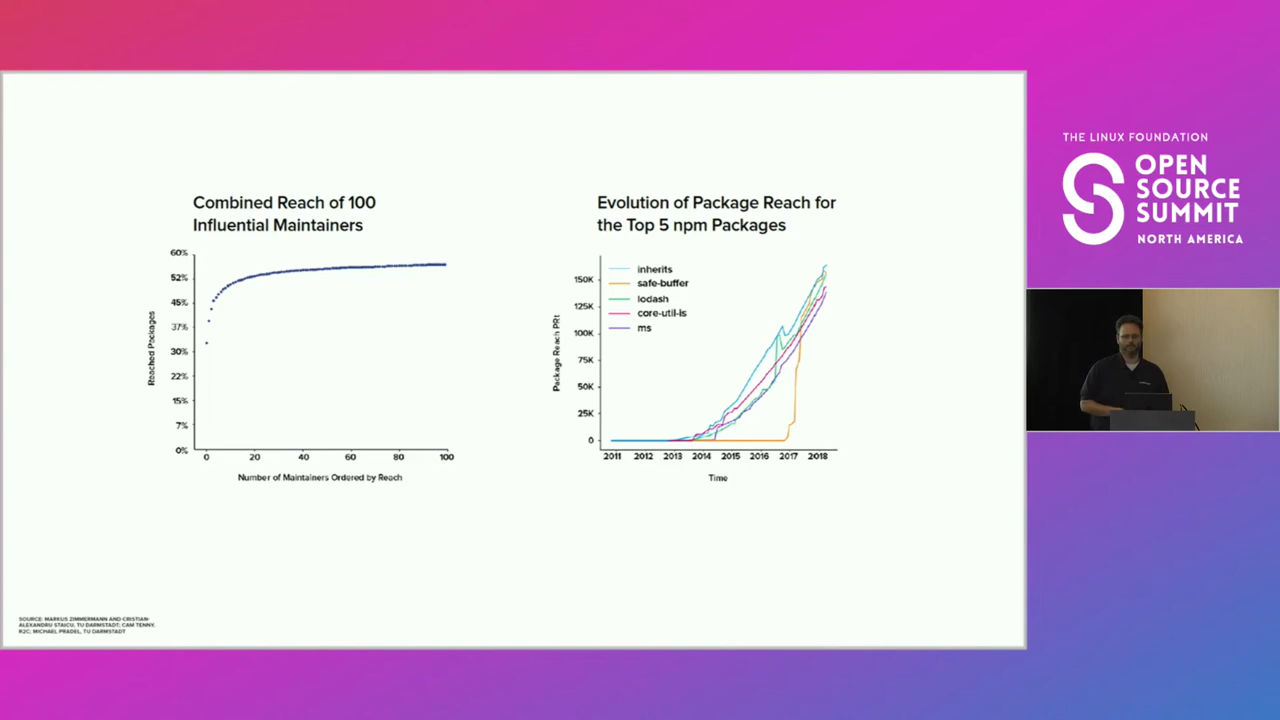 Combined Reach of 100
Influential Maintainers
60%
52%
45%
37%
30%
22%
15%
7%
0%
Reached Packages
0 20 40 60 80 100
Number of Maintainers Ordered by Reach
Evolution of Package Reach for
the Top 5 npm Packages
inherits
safe-buffer
lodash
core-util-is
ms
150K
125K
100K
75K
50K
25K
0
Package Reach PR1
2011 2012 2013 2014 2015 2016 2017 2018
Time
SOURCE: MARKUS ZIMMERMANN AND CRISTIAN-
ALEXANDRU STAICU, TU DARMSTADT; CAM TENNY,
R2C; MICHAEL PRADEL, TU DARMSTADT
THE LINUX FOUNDATION
OPEN
SOURCE
SUMMIT
NORTH AMERICA